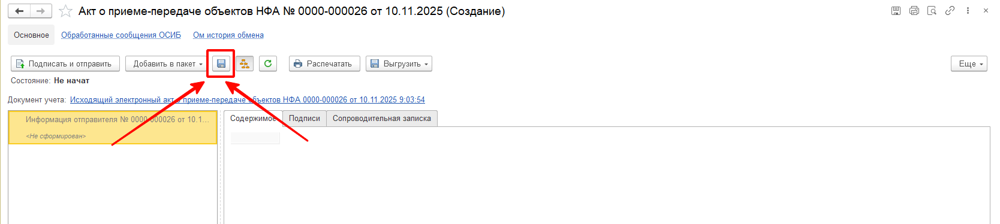 Акт о приеме-передаче объектов НФА № 0000-000026 от 10.11.2025 (Создание)
Основное Обработанные сообщения ОСИБ Ом история обмена
Подписать и отправить Добавить в пакет Распечатать Выгрузить Еще
Состояние: Не начат
Документ учета: Исходящий электронный акт о приеме-передаче объектов НФА 0000-000026 от 10.11.2025 9:03:54
Информация отправителя № 0000-000026 от 10.1...
<Не сформирован>
Содержимое Подписи Сопроводительная записка